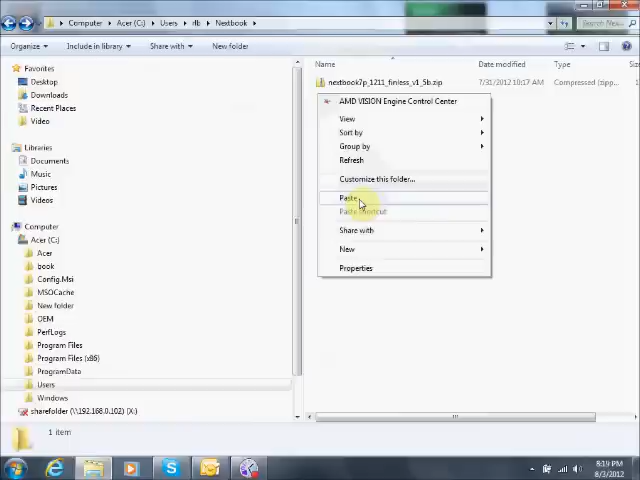 Computer ▸ Acer (C:) ▸ Users ▸ rlb ▸ Nextbook ▸
Search New...
Organize
Include in library
Share with
New folder
Favorites
Desktop
Downloads
Recent Places
Video
Libraries
Documents
Music
Pictures
Videos
Computer
Acer (C:)
Acer
book
Config.Msi
MSOCache
New folder
OEM
PerfLogs
Program Files
Program Files (x86)
ProgramData
Users
Windows
sharefolder (\\192.168.0.102) (X:)
Name
Date modified
Type
nextbook7p_1211_finless_v1_5b.zip
7/31/2012 10:17 AM
Compressed (zipp...
AMD VISION Engine Control Center
View
Sort by
Group by
Refresh
Customize this folder...
Paste
Paste shortcut
Share with
New
Properties
1 item
8:19 PM
8/3/2012